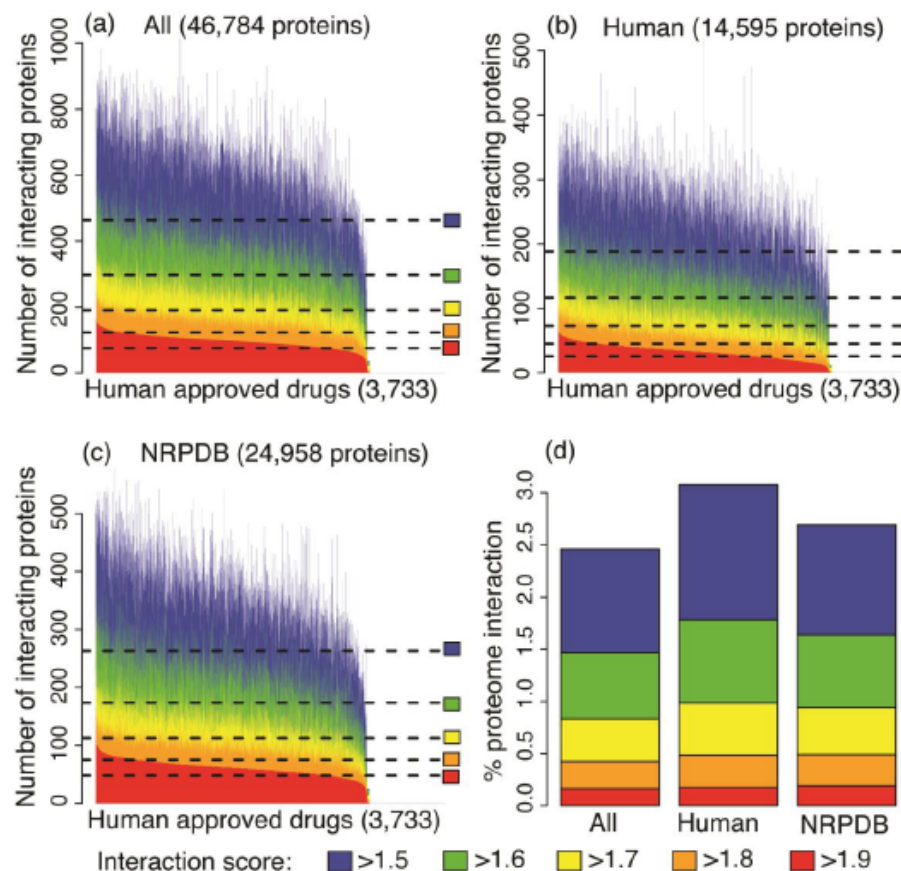 (a) All (46,784 proteins)
Number of interacting proteins
0 200 400 600 800 1000
Human approved drugs (3,733)
(b) Human (14,595 proteins)
Number of interacting proteins
0 100 200 300 400 500
Human approved drugs (3,733)
(c) NRPDB (24,958 proteins)
Number of interacting proteins
0 100 200 300 400 500
Human approved drugs (3,733)
(d)
% proteome interaction
0.0 0.5 1.0 1.5 2.0 2.5 3.0
All Human NRPDB
Interaction score: >1.5 >1.6 >1.7 >1.8 >1.9